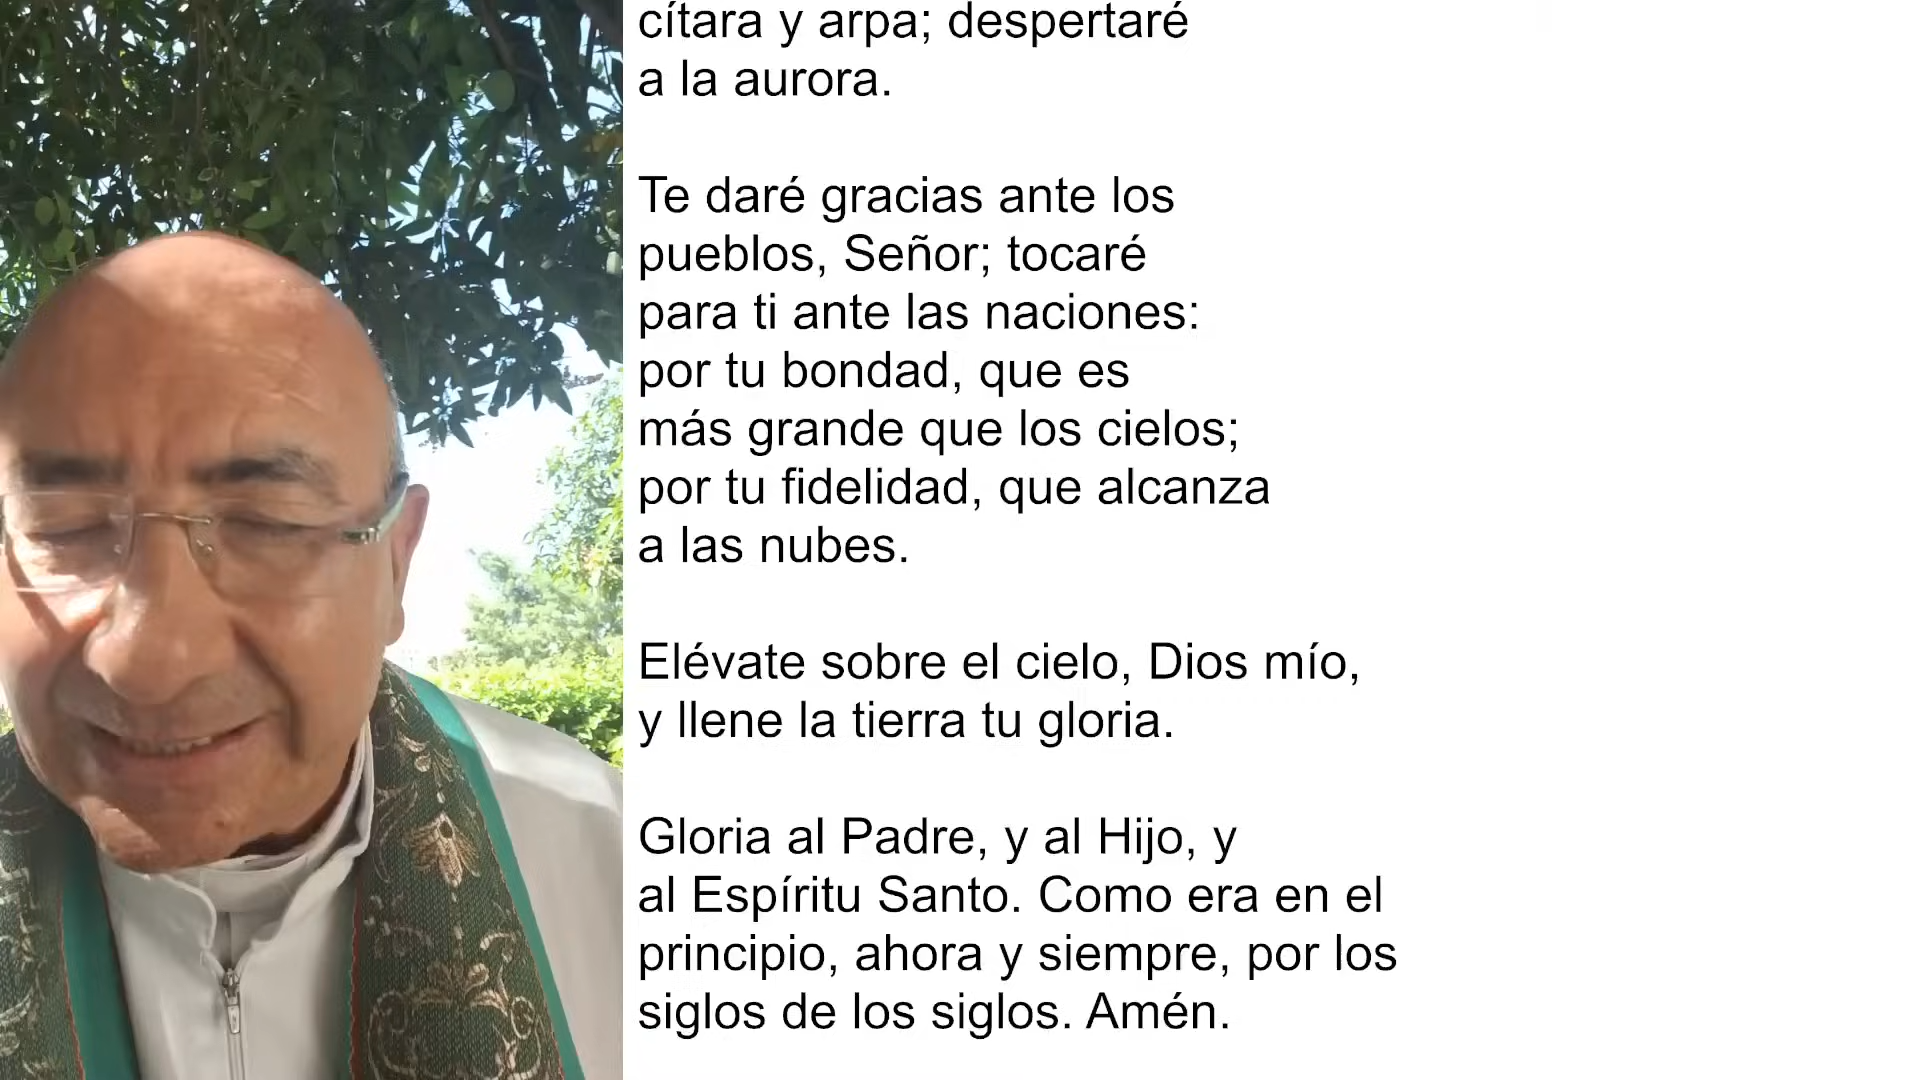 cítara y arpa; despertaré
a la aurora.
Te daré gracias ante los
pueblos, Señor; tocaré
para ti ante las naciones:
por tu bondad, que es
más grande que los cielos;
por tu fidelidad, que alcanza
a las nubes.
Elévate sobre el cielo, Dios mío,
y llene la tierra tu gloria.
Gloria al Padre, y al Hijo, y
al Espíritu Santo. Como era en el
principio, ahora y siempre, por los
siglos de los siglos. Amén.